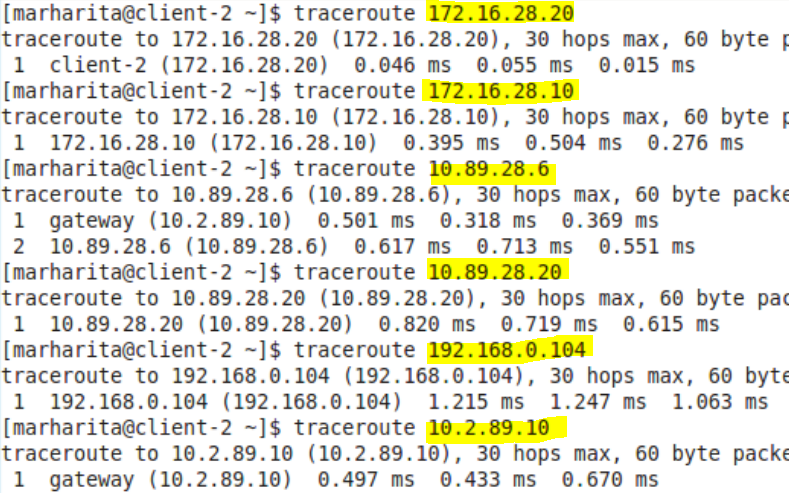 [marharita@client-2 ~]$ traceroute 172.16.28.20
traceroute to 172.16.28.20 (172.16.28.20), 30 hops max, 60 byte
1 client-2 (172.16.28.20) 0.046 ms 0.055 ms 0.015 ms
[marharita@client-2 ~]$ traceroute 172.16.28.10
traceroute to 172.16.28.10 (172.16.28.10), 30 hops max, 60 byte
1 172.16.28.10 (172.16.28.10) 0.395 ms 0.504 ms 0.276 ms
[marharita@client-2 ~]$ traceroute 10.89.28.6
traceroute to 10.89.28.6 (10.89.28.6), 30 hops max, 60 byte packe
1 gateway (10.2.89.10) 0.501 ms 0.318 ms 0.369 ms
2 10.89.28.6 (10.89.28.6) 0.617 ms 0.713 ms 0.551 ms
[marharita@client-2 ~]$ traceroute 10.89.28.20
traceroute to 10.89.28.20 (10.89.28.20), 30 hops max, 60 byte pac
1 10.89.28.20 (10.89.28.20) 0.820 ms 0.719 ms 0.615 ms
[marharita@client-2 ~]$ traceroute 192.168.0.104
traceroute to 192.168.0.104 (192.168.0.104), 30 hops max, 60 byte
1 192.168.0.104 (192.168.0.104) 1.215 ms 1.247 ms 1.063 ms
[marharita@client-2 ~]$ traceroute 10.2.89.10
traceroute to 10.2.89.10 (10.2.89.10), 30 hops max, 60 byte packe
1 gateway (10.2.89.10) 0.497 ms 0.433 ms 0.670 ms